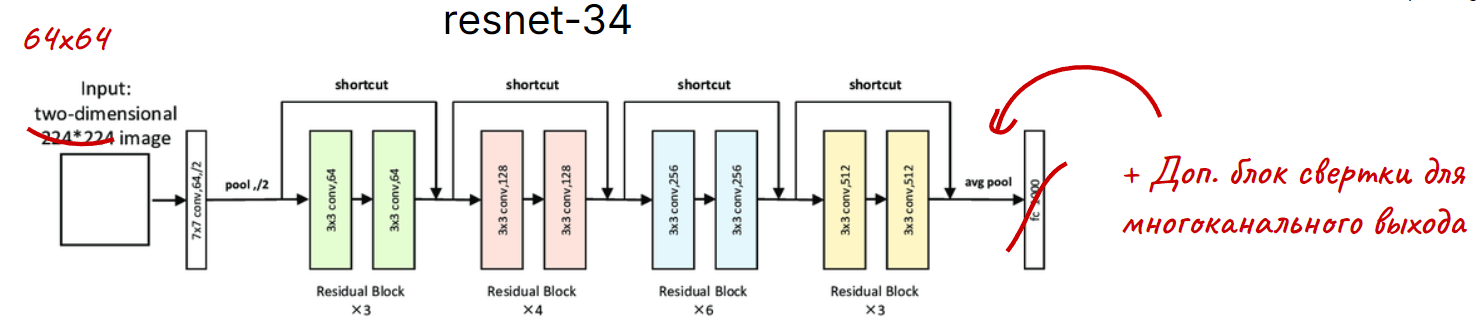 resnet-34
64x64
Input:
two-dimensional
224*224 image
7x7 conv,64,/2
pool ,/2
shortcut
3x3 conv,64
3x3 conv,64
Residual Block
×3
shortcut
3x3 conv,128
3x3 conv,128
Residual Block
×4
shortcut
3x3 conv,256
3x3 conv,256
Residual Block
×6
shortcut
3x3 conv,512
3x3 conv,512
Residual Block
×3
avg pool
fc
+ Доп. блок свертки для
многоканального выхода